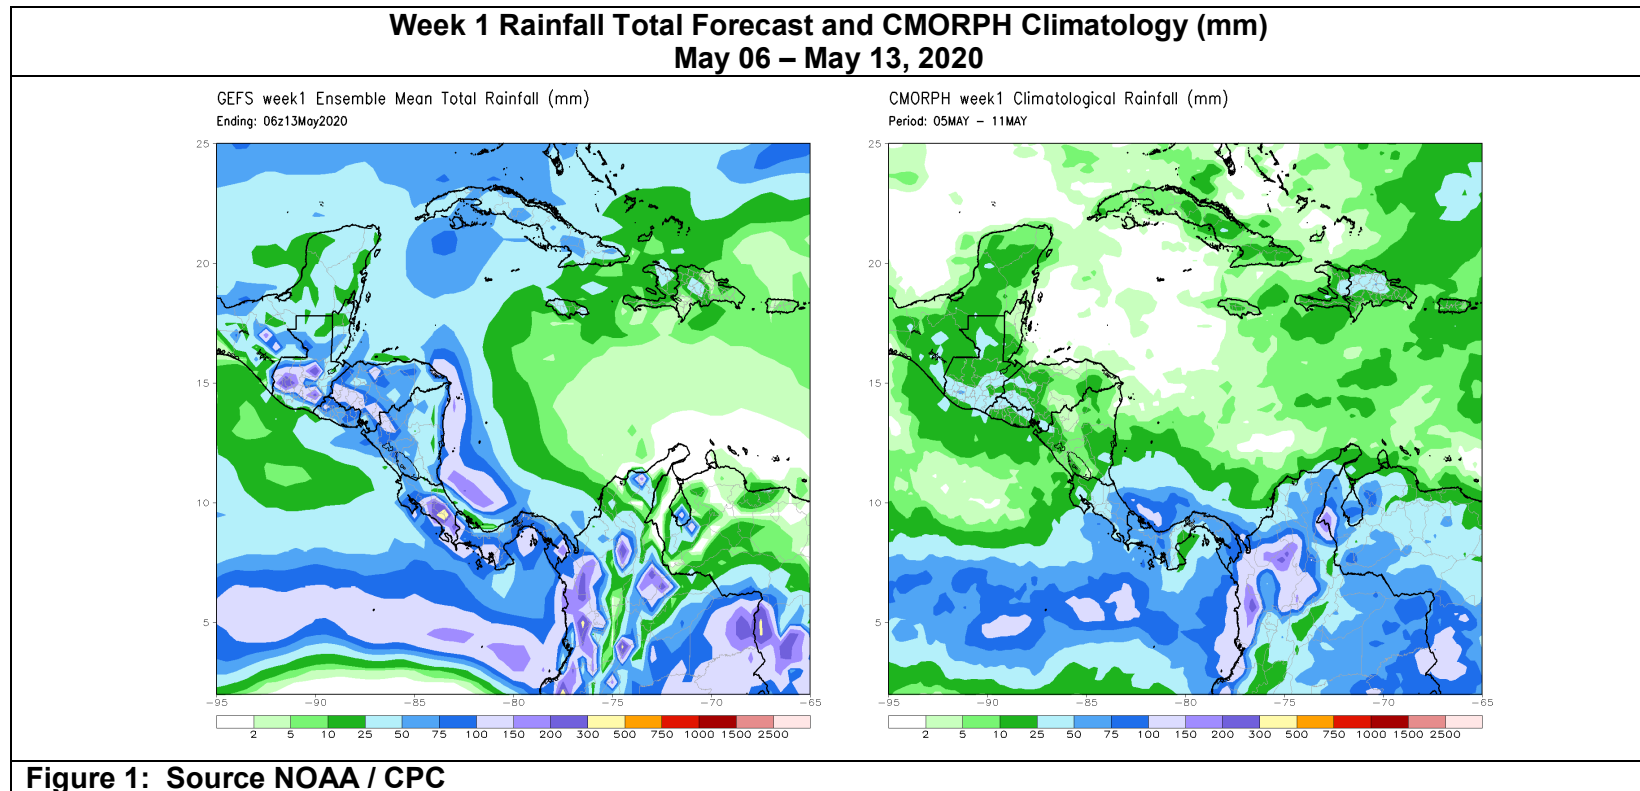 Week 1 Rainfall Total Forecast and CMORPH Climatology (mm)
May 06 – May 13, 2020
GEFS week1 Ensemble Mean Total Rainfall (mm)
Ending: 06z13May2020
25
20
15
10
5
-95 -90 -85 -80 -75 -70 -65
2 5 10 25 50 75 100 150 200 300 500 750 1000 1500 2500
CMORPH week1 Climatological Rainfall (mm)
Period: 05MAY - 11MAY
25
20
15
10
5
-95 -90 -85 -80 -75 -70 -65
2 5 10 25 50 75 100 150 200 300 500 750 1000 1500 2500
Figure 1: Source NOAA / CPC